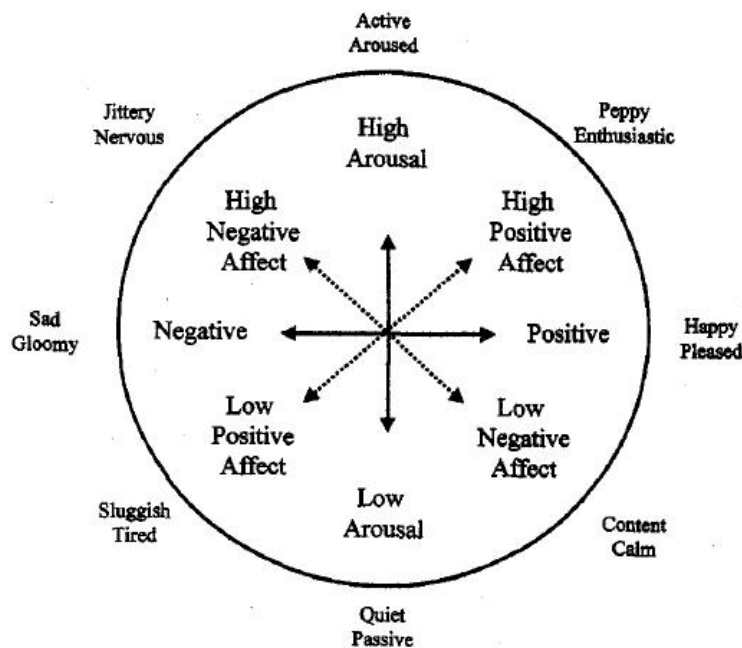 Active
Aroused
Jittery
Nervous
Peppy
Enthusiastic
High
Arousal
High
Negative
Affect
High
Positive
Affect
Sad
Gloomy
Negative
Positive
Happy
Pleased
Low
Positive
Affect
Low
Negative
Affect
Sluggish
Tired
Low
Arousal
Content
Calm
Quiet
Passive